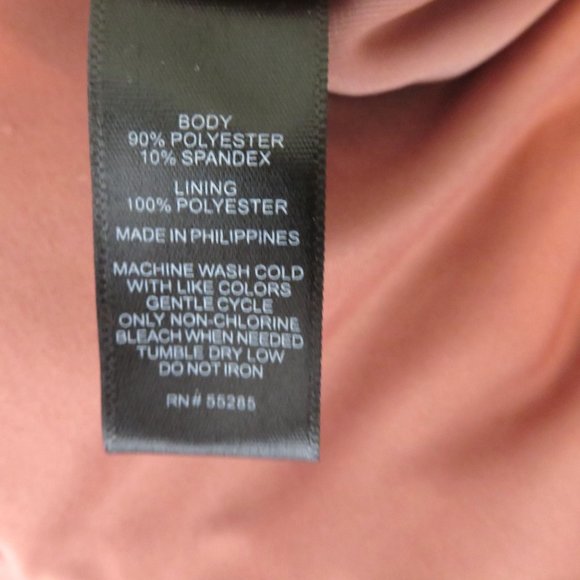 BODY
90% POLYESTER
10% SPANDEX
LINING
100% POLYESTER
MADE IN PHILIPPINES
MACHINE WASH COLD
WITH LIKE COLORS
GENTLE CYCLE
ONLY NON-CHLORINE
BLEACH WHEN NEEDED
TUMBLE DRY LOW
DO NOT IRON
RN# 55285